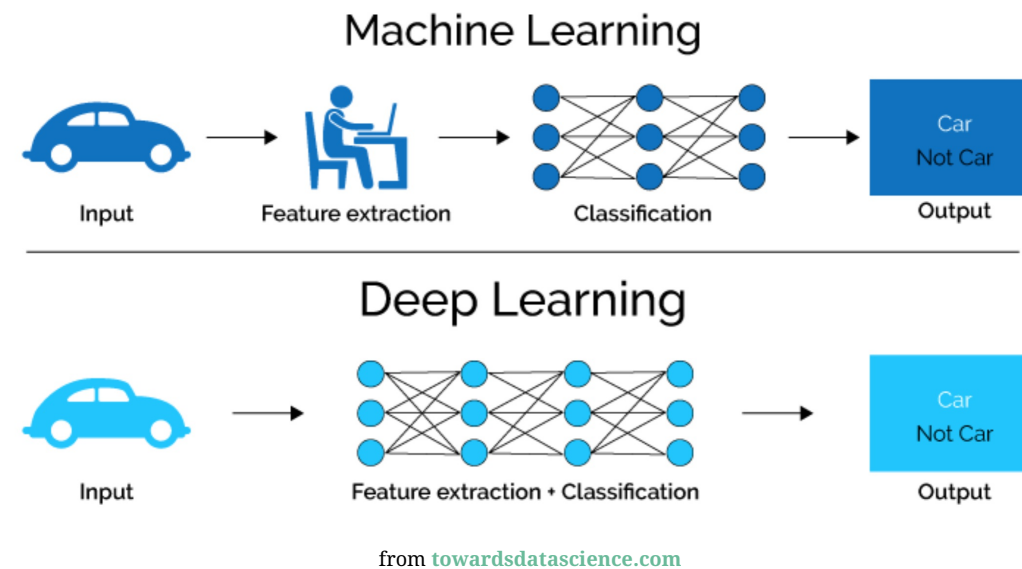 Machine Learning
Car
Not Car
Input
Feature extraction
Classification
Output
Deep Learning
Car
Not Car
Input
Feature extraction + Classification
Output
from towardsdatascience.com